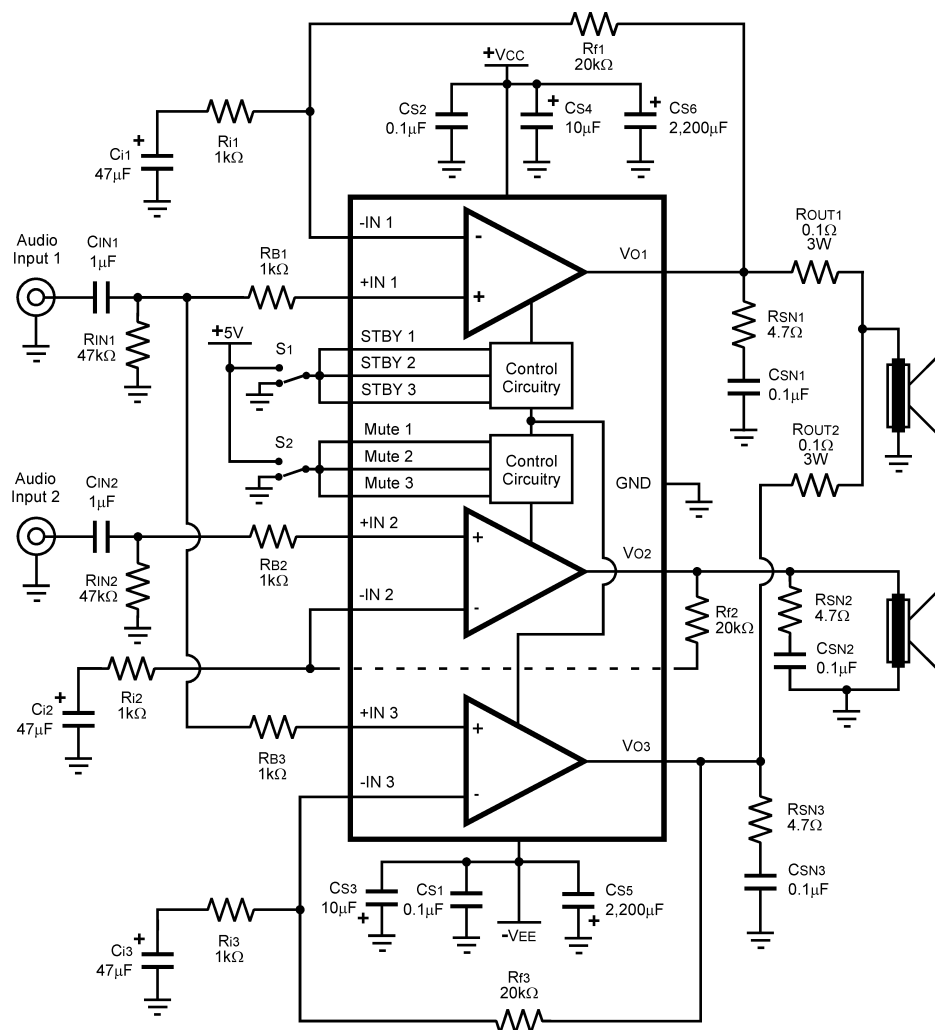 Rf1
20kΩ
+VCC
CS2
0.1μF
CS4
10μF
CS6
2,200μF
+
+
Ri1
1kΩ
+
Ci1
47μF
Audio
Input 1
CIN1
1μF
RIN1
47kΩ
RB1
1kΩ
-IN 1
+IN 1
-
+
VO1
ROUT1
0.1Ω
3W
RSN1
4.7Ω
CSN1
0.1μF
+5V
S1
STBY 1
STBY 2
STBY 3
Control
Circuitry
S2
Mute 1
Mute 2
Mute 3
Control
Circuitry
GND
ROUT2
0.1Ω
3W
Audio
Input 2
CIN2
1μF
RIN2
47kΩ
RB2
1kΩ
+IN 2
-IN 2
+
-
VO2
Rf2
20kΩ
RSN2
4.7Ω
CSN2
0.1μF
Ri2
1kΩ
+
Ci2
47μF
RB3
1kΩ
+IN 3
-IN 3
+
-
VO3
RSN3
4.7Ω
CSN3
0.1μF
CS3
10μF
+
CS1
0.1μF
CS5
2,200μF
+
-VEE
Ri3
1kΩ
+
Ci3
47μF
Rf3
20kΩ